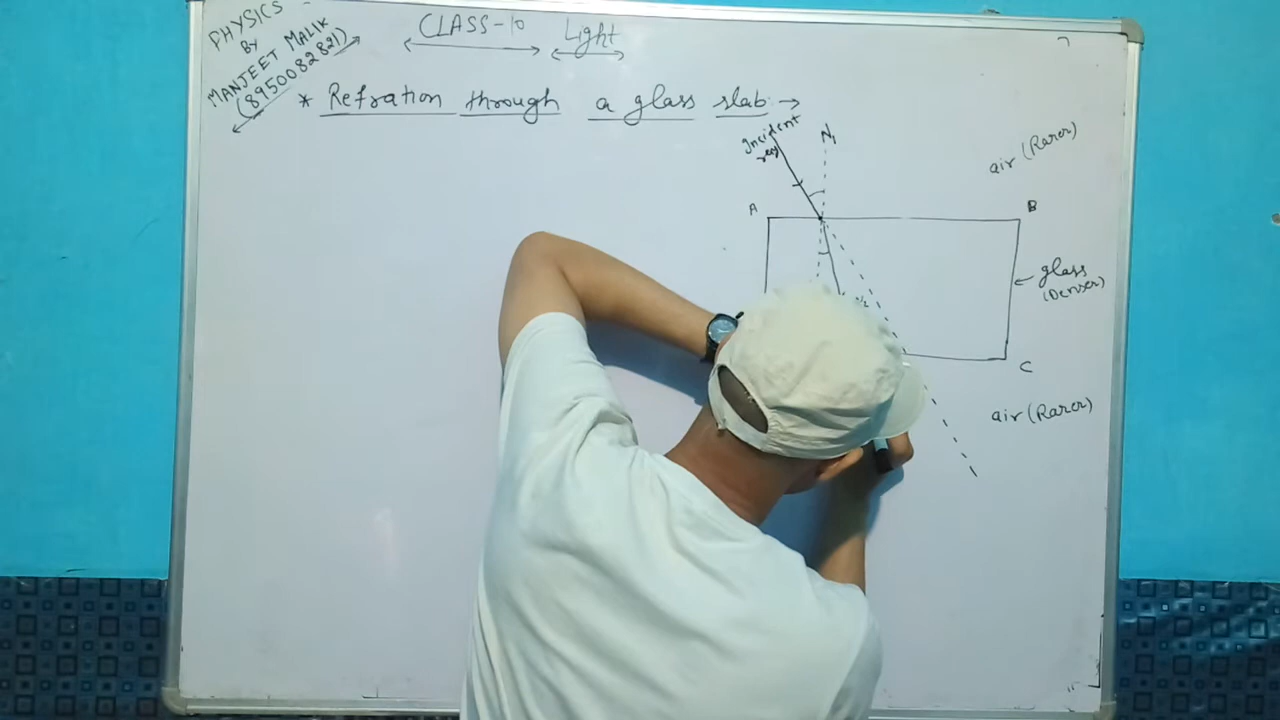 PHYSICS
BY
MANJEET MALIK
(8950082821)
CLASS-10 Light
* Refration through a glass slab →
Incident
ray
N₁
air (Rarer)
A
B
glass
(Denser)
C
air (Rarer)